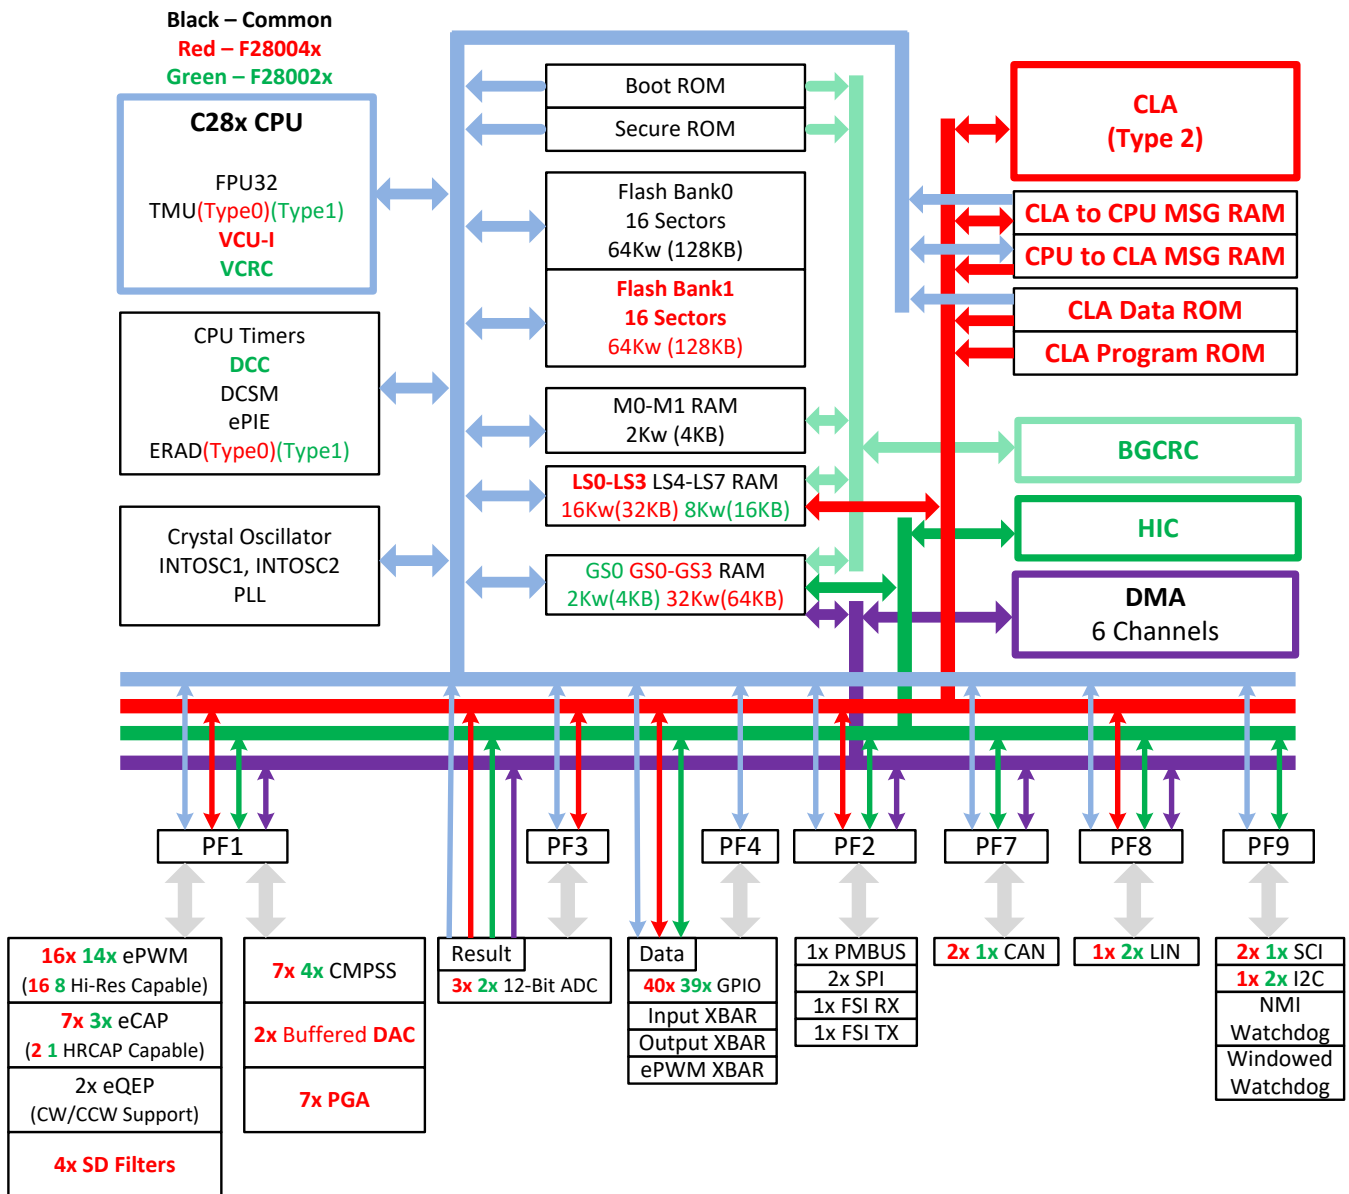 Black – Common
Red – F28004x
Green – F28002x
C28x CPU
FPU32
TMU(Type0)(Type1)
VCU-I
VCRC
CPU Timers
DCC
DCSM
ePIE
ERAD(Type0)(Type1)
Crystal Oscillator
INTOSC1, INTOSC2
PLL
Boot ROM
Secure ROM
Flash Bank0
16 Sectors
64Kw (128KB)
Flash Bank1
16 Sectors
64Kw (128KB)
M0-M1 RAM
2Kw (4KB)
LS0-LS3 LS4-LS7 RAM
16Kw(32KB) 8Kw(16KB)
GS0 GS0-GS3 RAM
2Kw(4KB) 32Kw(64KB)
CLA
(Type 2)
CLA to CPU MSG RAM
CPU to CLA MSG RAM
CLA Data ROM
CLA Program ROM
BGCRC
HIC
DMA
6 Channels
PF1
PF3
PF4
PF2
PF7
PF8
PF9
16x 14x ePWM
(16 8 Hi-Res Capable)
7x 3x eCAP
(2 1 HRCAP Capable)
2x eQEP
(CW/CCW Support)
4x SD Filters
7x 4x CMPSS
2x Buffered DAC
7x PGA
Result
3x 2x 12-Bit ADC
Data
40x 39x GPIO
Input XBAR
Output XBAR
ePWM XBAR
1x PMBUS
2x SPI
1x FSI RX
1x FSI TX
2x 1x CAN
1x 2x LIN
2x 1x SCI
1x 2x I2C
NMI
Watchdog
Windowed
Watchdog